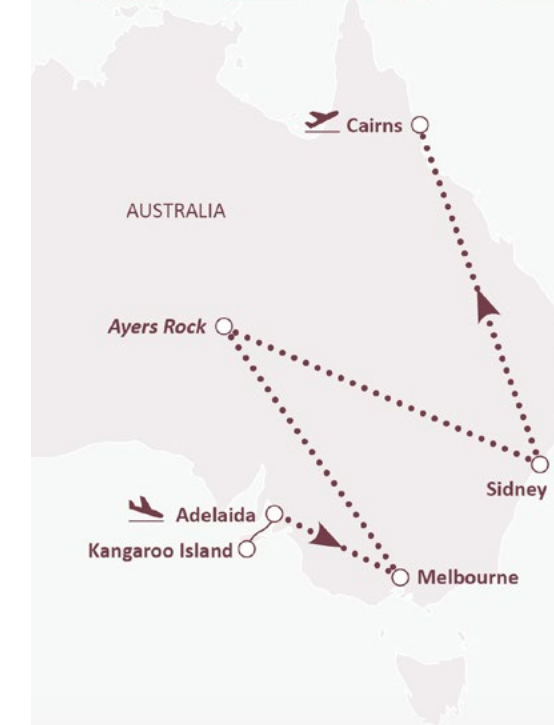 Cairns
AUSTRALIA
Ayers Rock
Sidney
Adelaida
Kangaroo Island
Melbourne